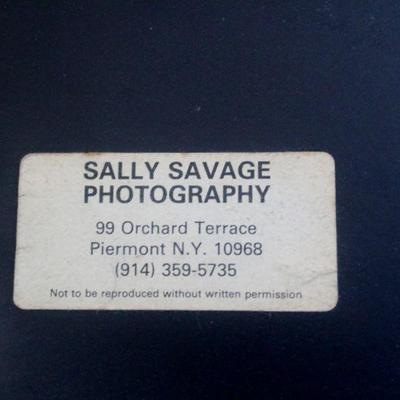 SALLY SAVAGE
PHOTOGRAPHY
99 Orchard Terrace
Piermont N.Y. 10968
(914) 359-5735
Not to be reproduced without written permission